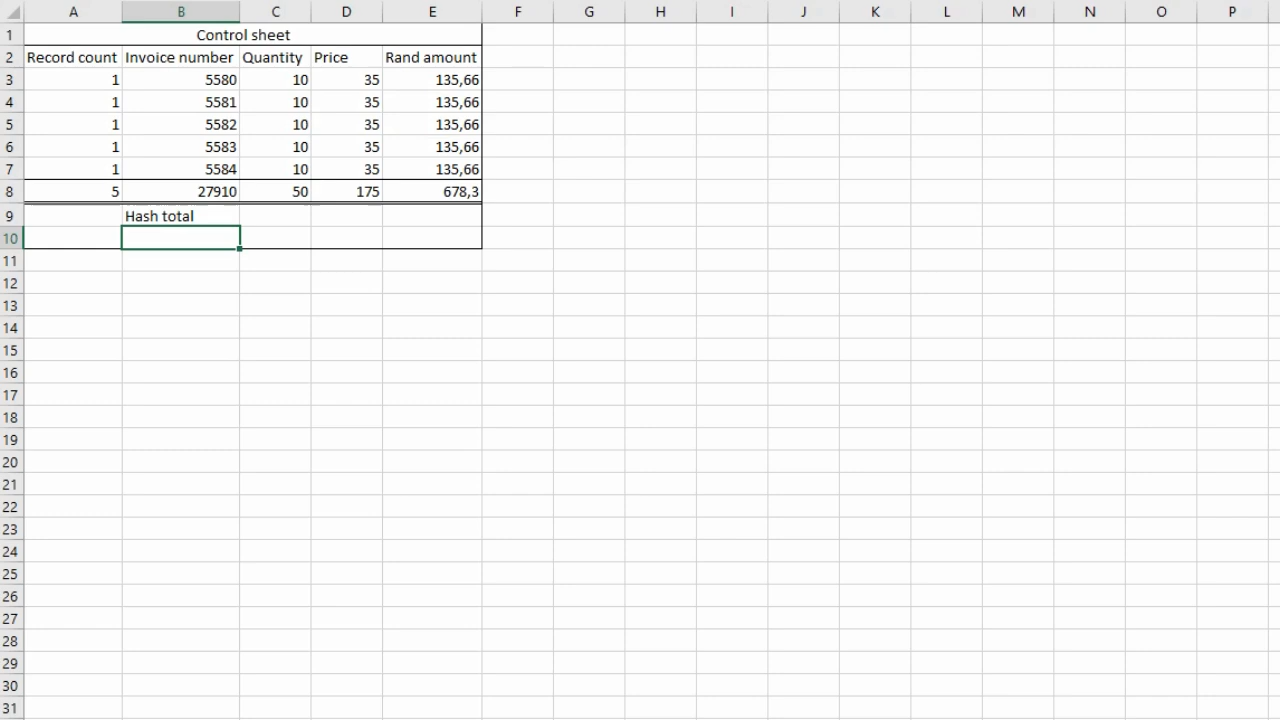 A B C D E F G H I J K L M N O P
1 Control sheet
2 Record count Invoice number Quantity Price Rand amount
3 1 5580 10 35 135,66
4 1 5581 10 35 135,66
5 1 5582 10 35 135,66
6 1 5583 10 35 135,66
7 1 5584 10 35 135,66
8 5 27910 50 175 678,3
9 Hash total
10
11
12
13
14
15
16
17
18
19
20
21
22
23
24
25
26
27
28
29
30
31